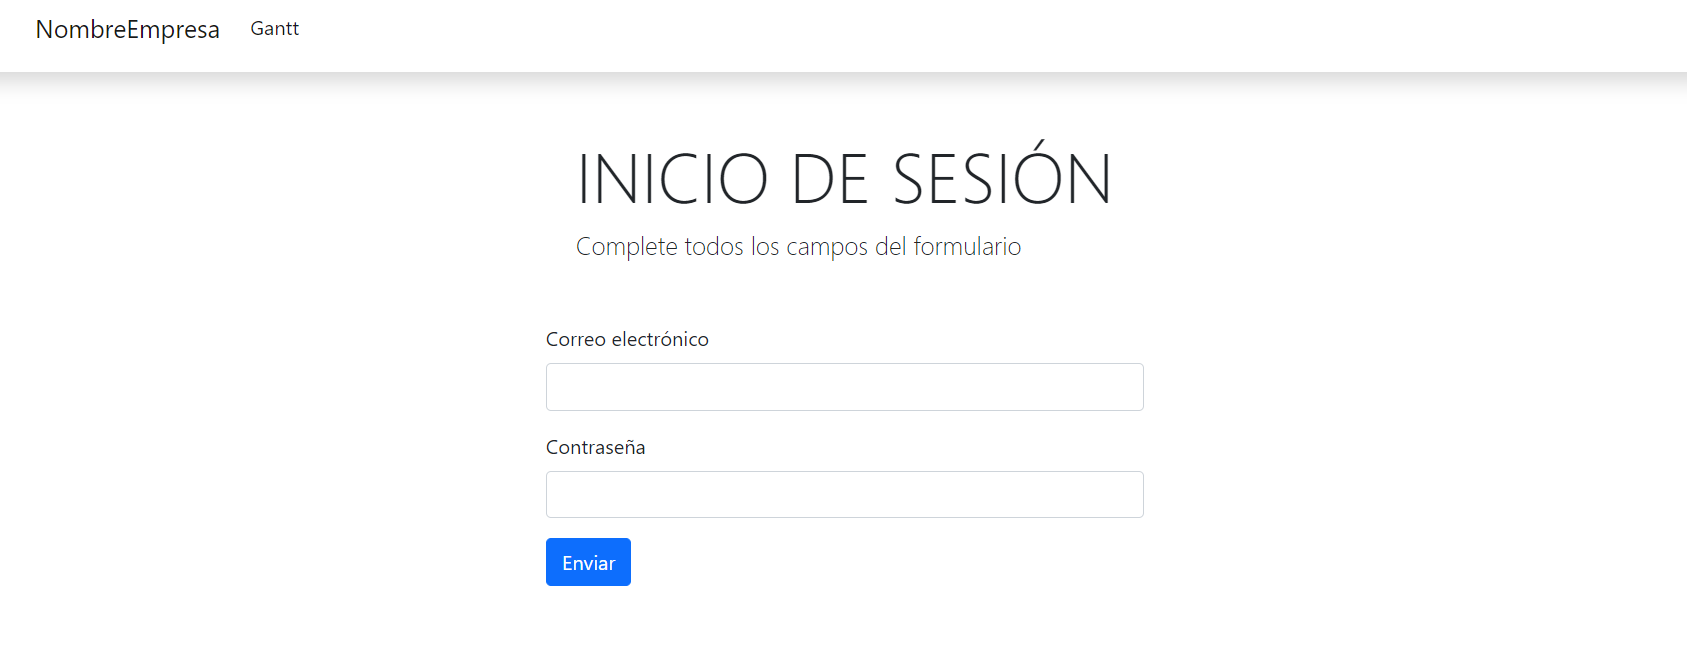 NombreEmpresa Gantt
INICIO DE SESIÓN
Complete todos los campos del formulario
Correo electrónico
Contraseña
Enviar